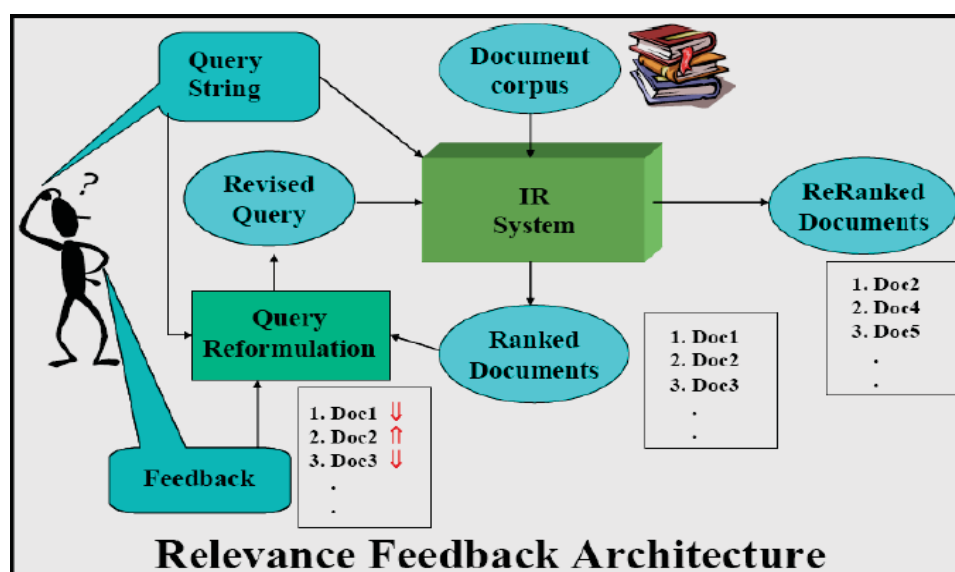 Query
String
Document
corpus
?
Revised
Query
IR
System
ReRanked
Documents
1. Doc2
2. Doc4
3. Doc5
.
.
Query
Reformulation
Ranked
Documents
1. Doc1
2. Doc2
3. Doc3
.
.
1. Doc1 ⇓
2. Doc2 ⇑
3. Doc3 ⇓
.
.
Feedback
Relevance Feedback Architecture